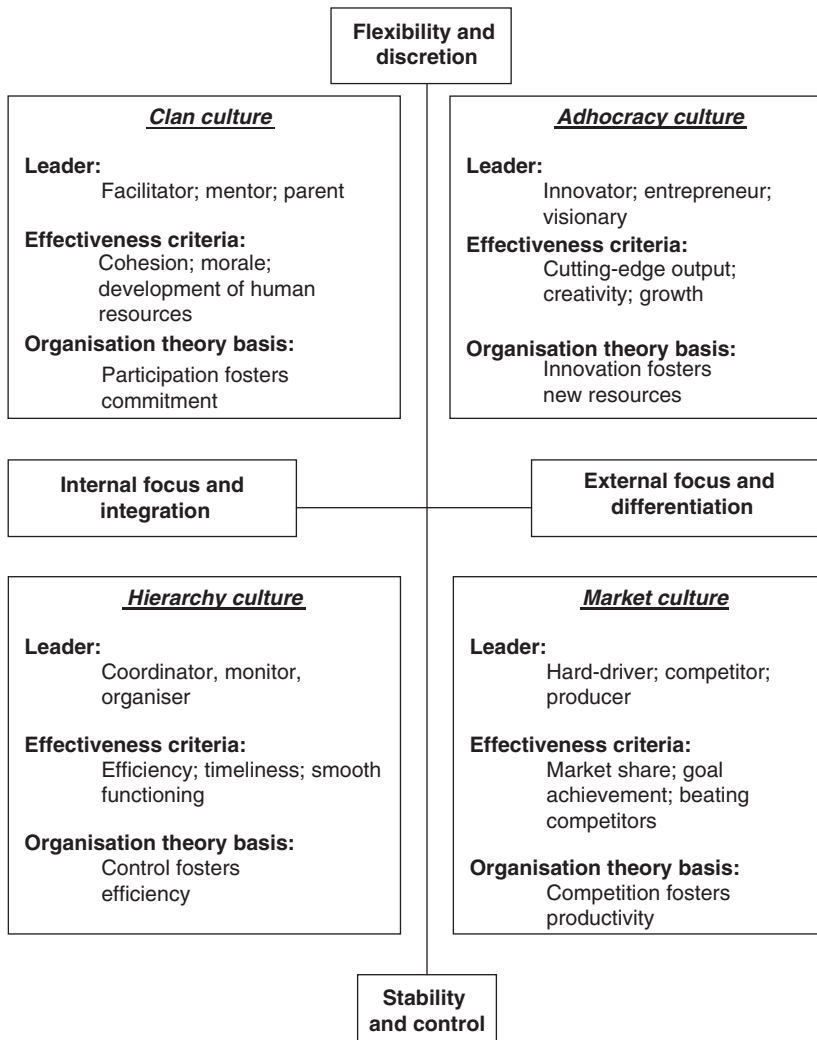 Flexibility and
discretion
Clan culture
Leader:
Facilitator; mentor; parent
Effectiveness criteria:
Cohesion; morale;
development of human
resources
Organisation theory basis:
Participation fosters
commitment
Adhocracy culture
Leader:
Innovator; entrepreneur;
visionary
Effectiveness criteria:
Cutting-edge output;
creativity; growth
Organisation theory basis:
Innovation fosters
new resources
Internal focus and
integration
External focus and
differentiation
Hierarchy culture
Leader:
Coordinator, monitor,
organiser
Effectiveness criteria:
Efficiency; timeliness; smooth
functioning
Organisation theory basis:
Control fosters
efficiency
Market culture
Leader:
Hard-driver; competitor;
producer
Effectiveness criteria:
Market share; goal
achievement; beating
competitors
Organisation theory basis:
Competition fosters
productivity
Stability
and control